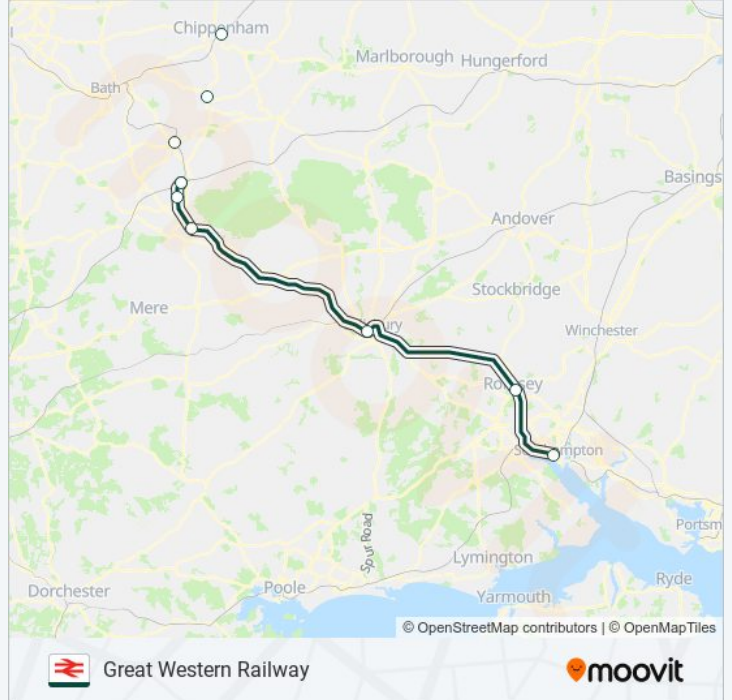 Chippenham
Marlborough
Hungerford
Bath
Basings
Andover
Stockbridge
Mere
ury
Winchester
Portsm
Spur Road
Lymington
Ryde
Poole
Dorchester
Yarmouth
© OpenStreetMap contributors | © OpenMapTiles
Great Western Railway
moovit